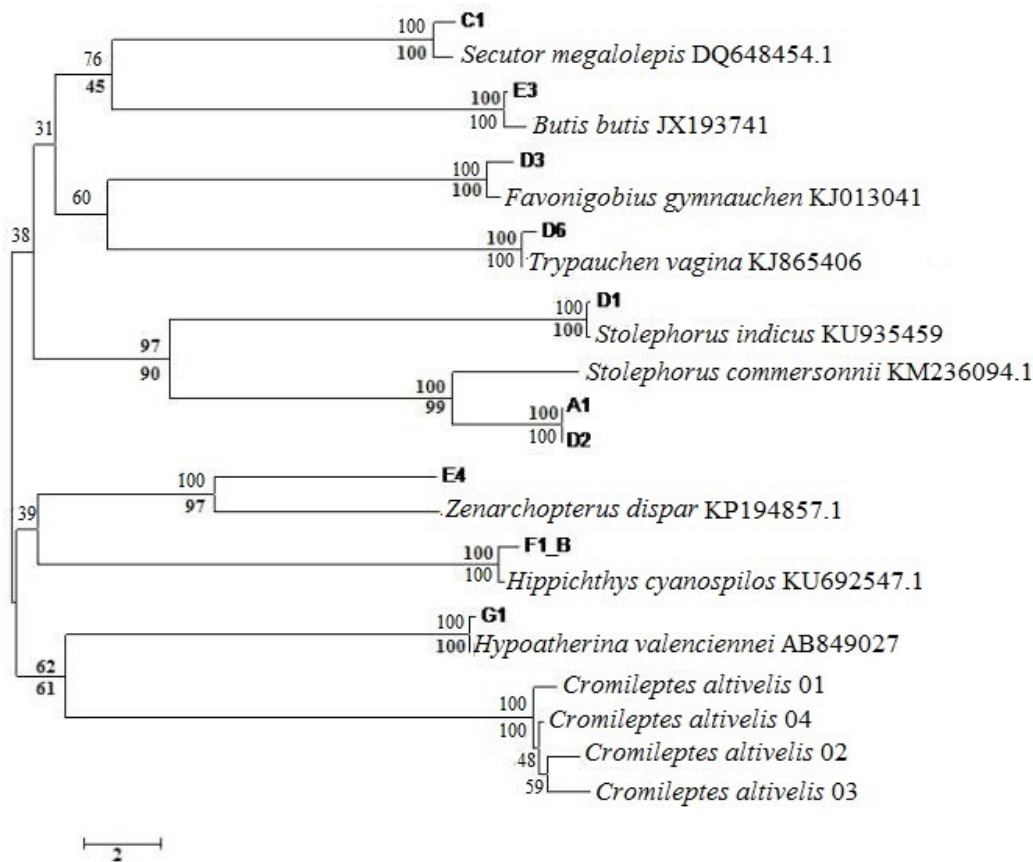 100 C1
100 Secutor megalolepis DQ648454.1
76
45
100 E3
100 Butis butis JX193741
31
100 D3
100 Favonigobius gymnauchen KJ013041
60
100 D6
100 Trypauchen vagina KJ865406
38
100 D1
100 Stolephorus indicus KU935459
97
90
Stolephorus commersonnii KM236094.1
100
99
100 A1
100 D2
100 E4
97 Zenarchopterus dispar KP194857.1
39
100 F1_B
100 Hippichthys cyanospilos KU692547.1
100 G1
100 Hypoatherina valenciennei AB849027
62
61
100 Cromileptes altivelis 01
100 Cromileptes altivelis 04
48 Cromileptes altivelis 02
59 Cromileptes altivelis 03
2